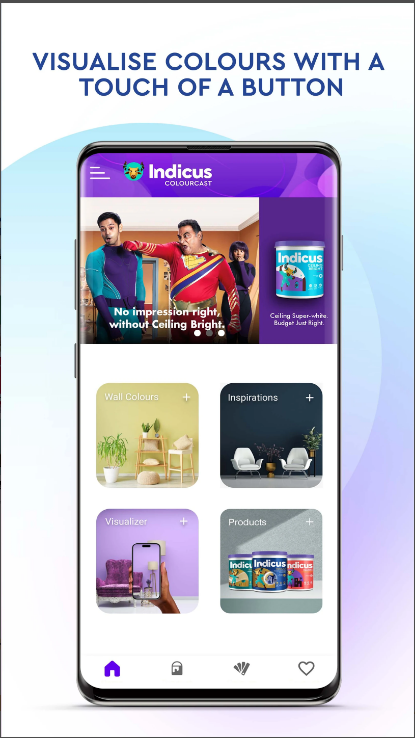 VISUALISE COLOURS WITH A
TOUCH OF A BUTTON
Indicus
COLOURCAST
No impression right,
without Ceiling Bright.
Indicus
Ceiling Super-white.
Budget Just Right.
Wall Colours +
Inspirations +
Visualizer +
Products +
Indicus Indicus Indicus